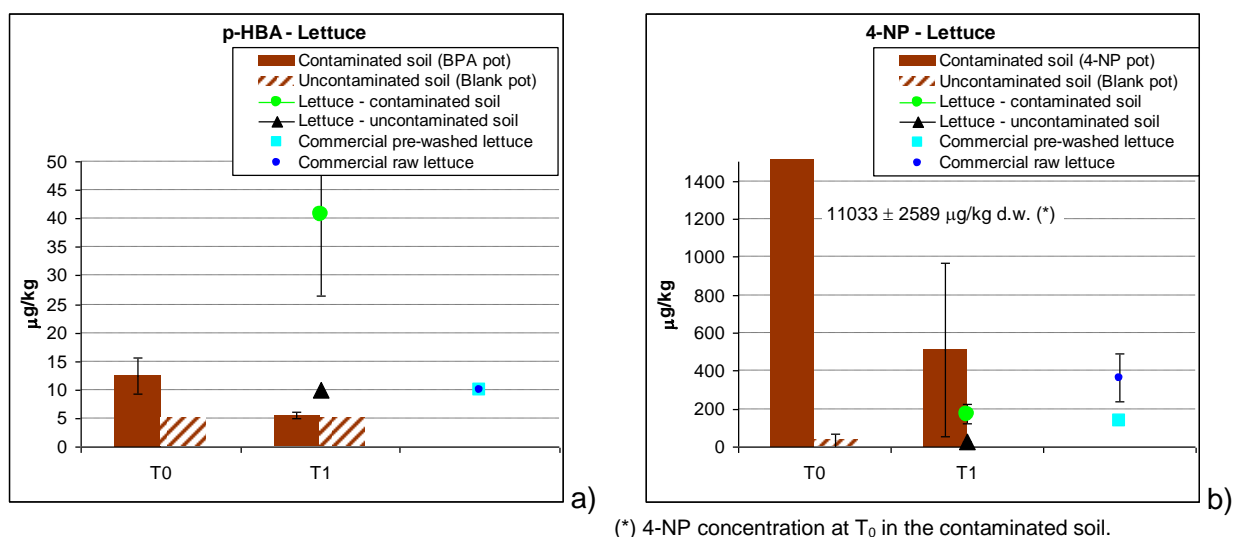 p-HBA - Lettuce
Contaminated soil (BPA pot)
Uncontaminated soil (Blank pot)
Lettuce - contaminated soil
Lettuce - uncontaminated soil
Commercial pre-washed lettuce
Commercial raw lettuce
50
45
40
35
30
25
20
15
10
5
0
µg/kg
T0
T1
a)
4-NP - Lettuce
Contaminated soil (4-NP pot)
Uncontaminated soil (Blank pot)
Lettuce - contaminated soil
Lettuce - uncontaminated soil
Commercial pre-washed lettuce
Commercial raw lettuce
1400
1200
1000
800
600
400
200
0
µg/kg
11033 ± 2589 µg/kg d.w. (*)
T0
T1
b)
(*) 4-NP concentration at T₀ in the contaminated soil.